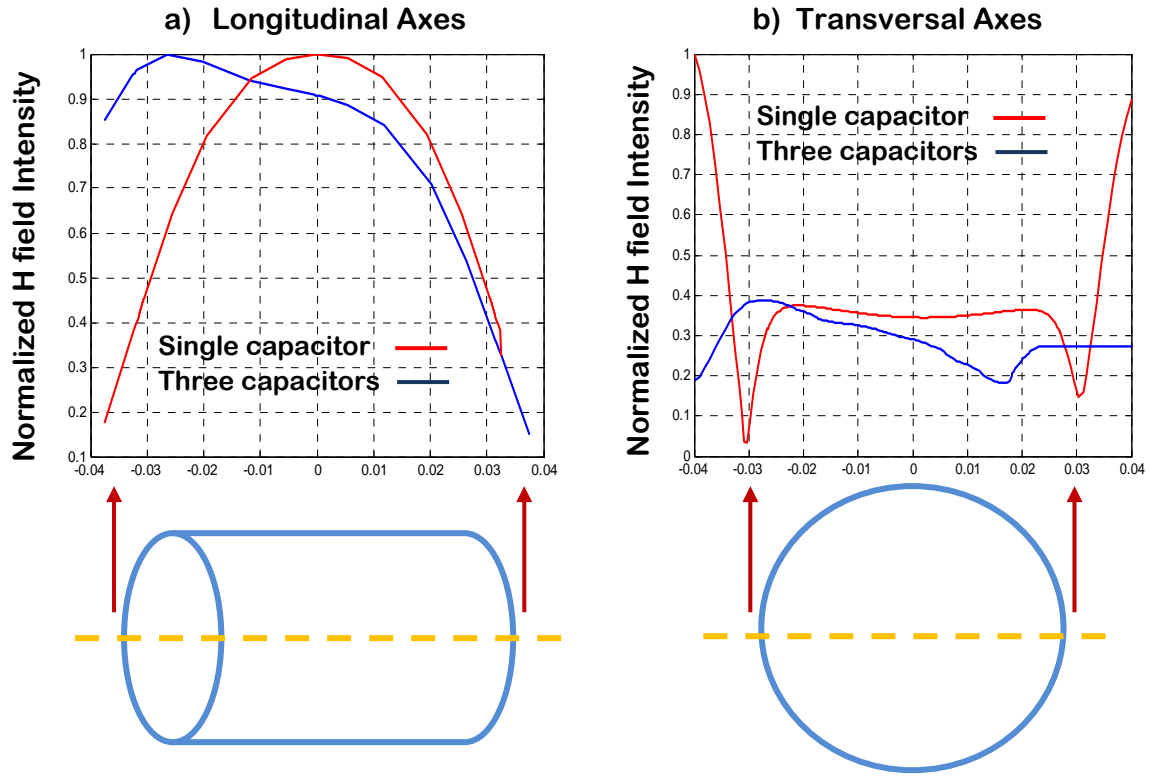 a) Longitudinal Axes
Normalized H field Intensity
1
0.9
0.8
0.7
0.6
0.5
0.4
0.3
0.2
0.1
Single capacitor
Three capacitors
-0.04 -0.03 -0.02 -0.01 0 0.01 0.02 0.03 0.04
b) Transversal Axes
Normalized H field Intensity
1
0.9
0.8
0.7
0.6
0.5
0.4
0.3
0.2
0.1
0
Single capacitor
Three capacitors
-0.04 -0.03 -0.02 -0.01 0 0.01 0.02 0.03 0.04